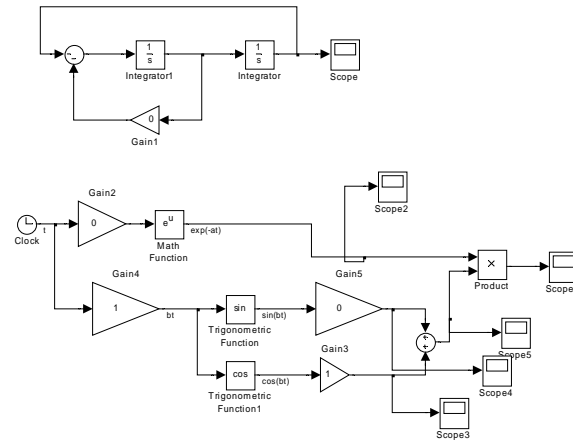 1
s
Integrator1
1
s
Integrator
Scope
0
Gain1
Clock
t
Gain2
0
e^u
Math
Function
exp(-at)
Scope2
×
Product
Scope
Gain4
1
bt
sin
sin(bt)
Trigonometric
Function
Gain5
0
cos
cos(bt)
Trigonometric
Function1
Gain3
1
Scope5
Scope4
Scope3